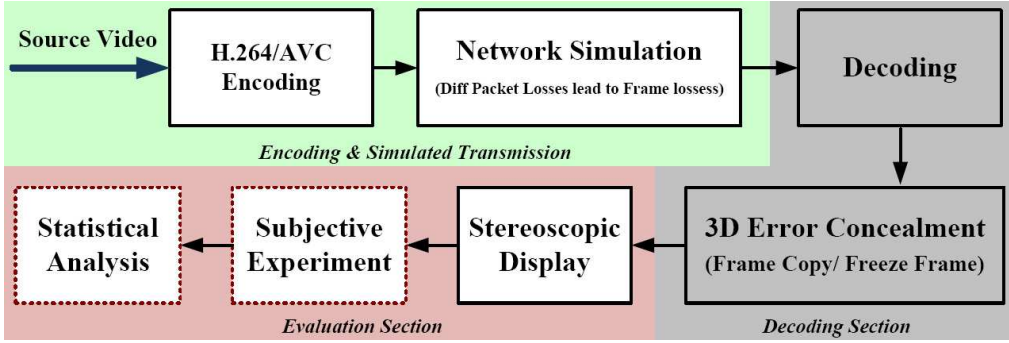 Source Video
H.264/AVC
Encoding
Network Simulation
(Diff Packet Losses lead to Frame lossess)
Decoding
Encoding & Simulated Transmission
3D Error Concealment
(Frame Copy/ Freeze Frame)
Stereoscopic
Display
Subjective
Experiment
Statistical
Analysis
Evaluation Section
Decoding Section